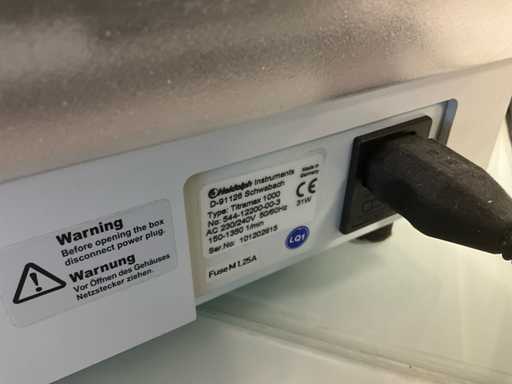 Warning
Before opening the box
disconnect power plug.
Warnung
Vor Öffnen des Gehäuses
Netzstecker ziehen.
Heidolph Instruments
D-91126 Schwabach
Type: Titramax 1000
No: 544-12200-00-3
AC 230/240V 50/60Hz
150-1350 1/min
Ser.No: 101202615
Made in
Germany
CE
31W
LQ1
Fuse M 1,25A